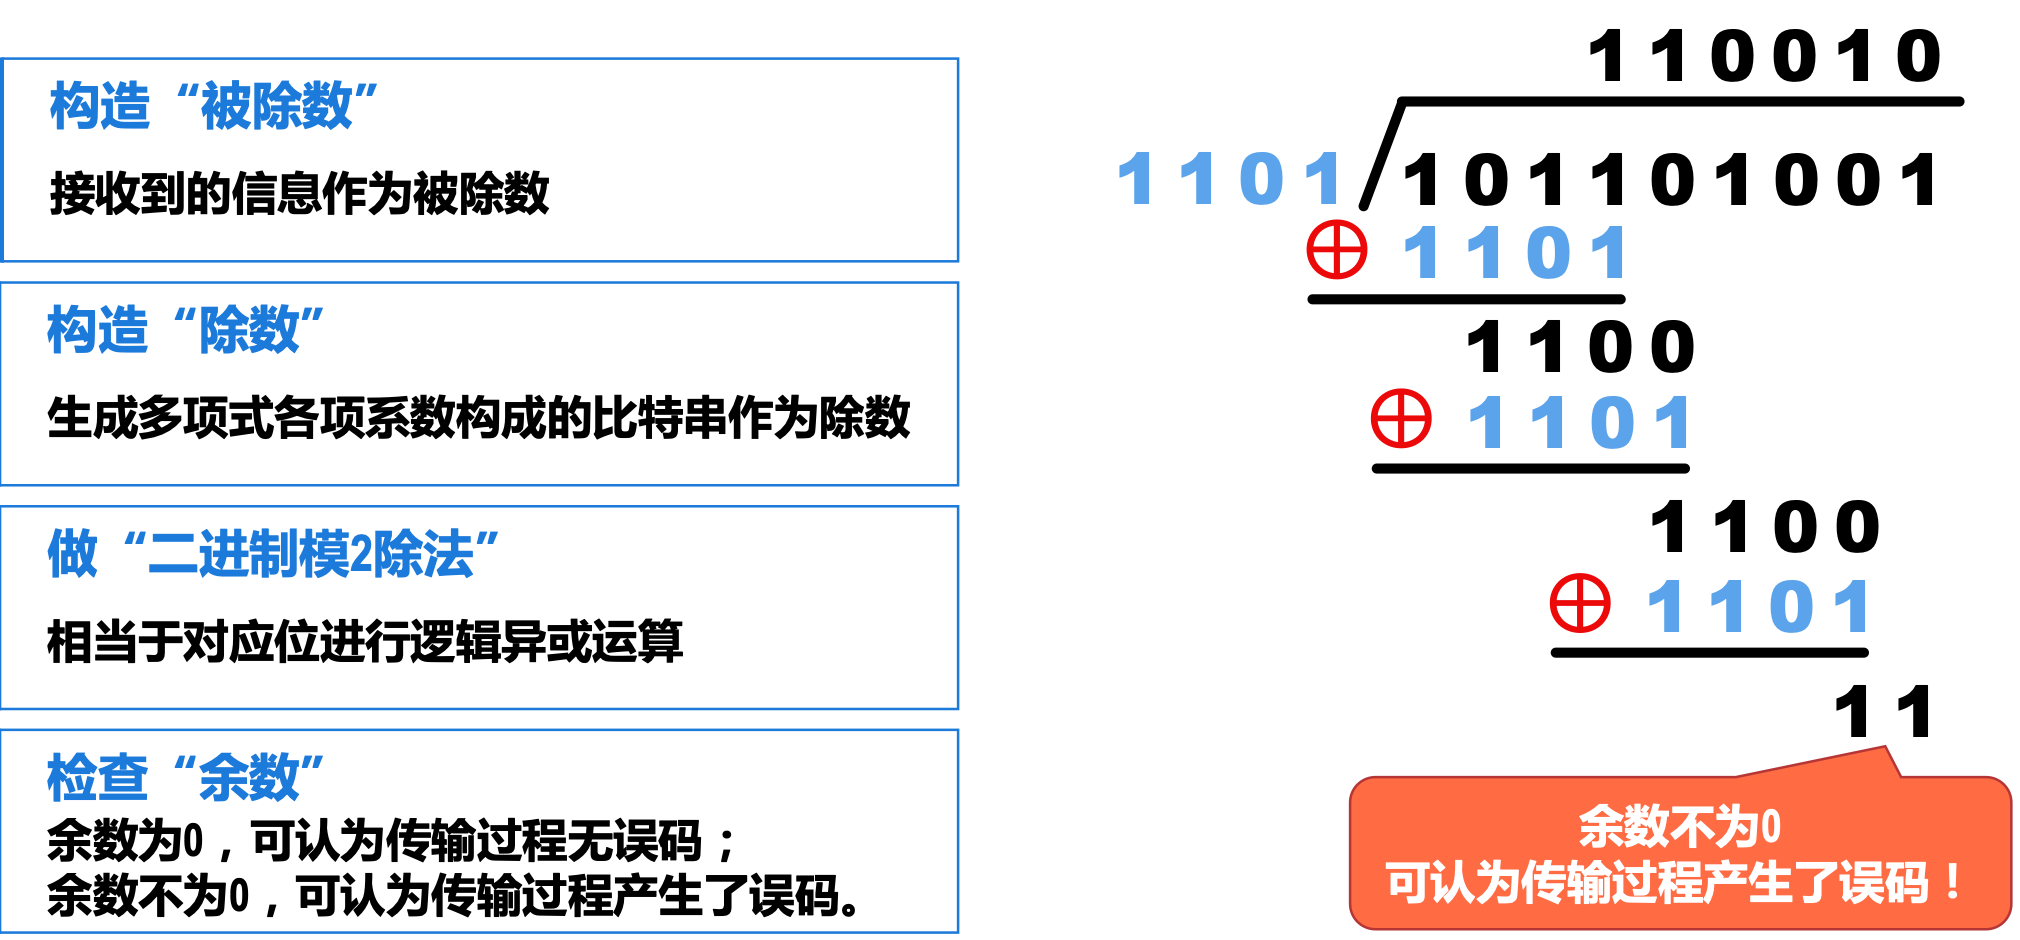 构造“被除数”
接收到的信息作为被除数
构造“除数”
生成多项式各项系数构成的比特串作为除数
做“二进制模2除法”
相当于对应位进行逻辑异或运算
检查“余数”
余数为0，可认为传输过程无误码；
余数不为0，可认为传输过程产生了误码。
110010
1101 101101001
⊕ 1101
1100
⊕ 1101
1100
⊕ 1101
11
余数不为0
可认为传输过程产生了误码！